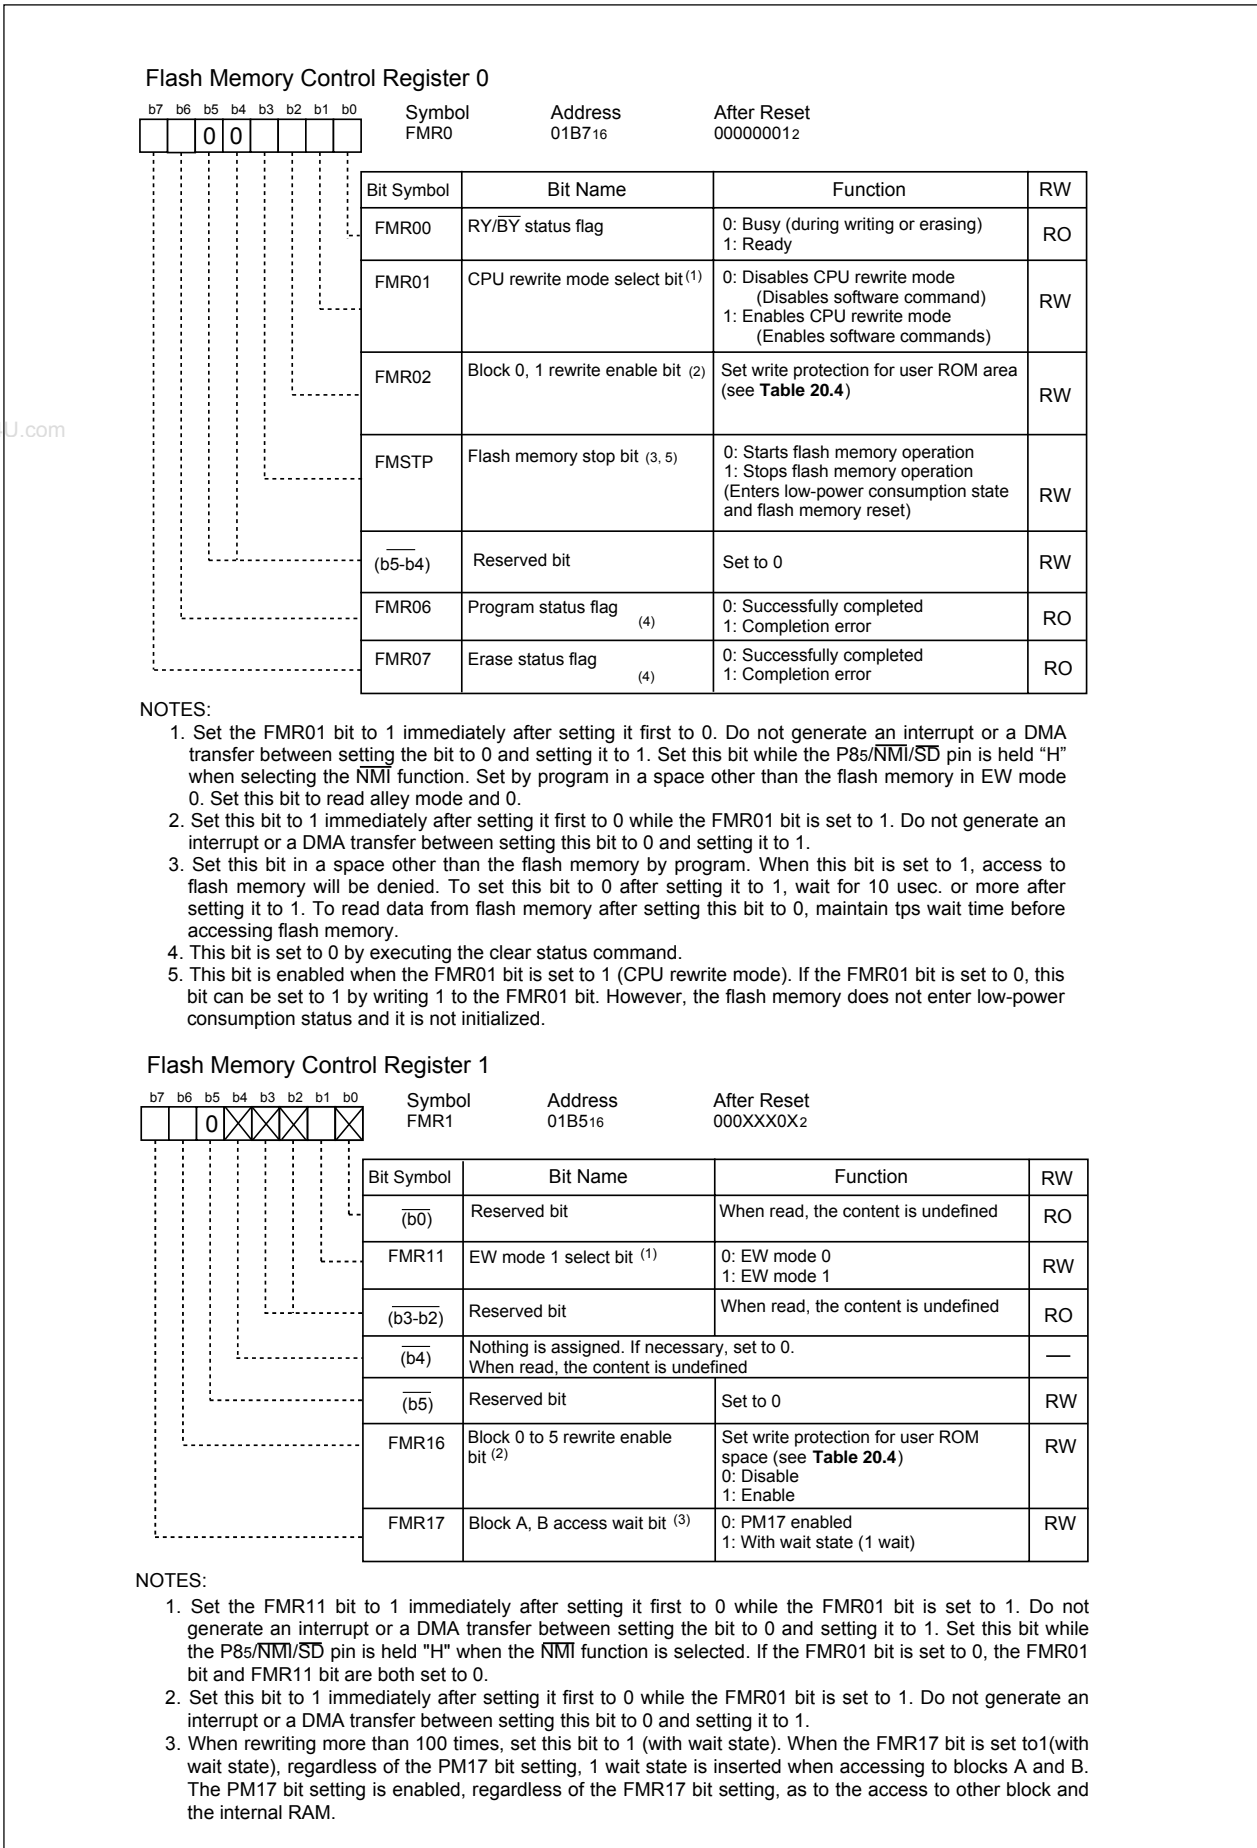 Flash Memory Control Register 0
b7 b6 b5 b4 b3 b2 b1 b0
0 0
Symbol Address After Reset
FMR0 01B716 000000012
Bit Symbol Bit Name Function RW
FMR00 RY/BY status flag 0: Busy (during writing or erasing)
1: Ready
RO
FMR01 CPU rewrite mode select bit (1) 0: Disables CPU rewrite mode
(Disables software command)
1: Enables CPU rewrite mode
(Enables software commands)
RW
FMR02 Block 0, 1 rewrite enable bit (2) Set write protection for user ROM area
(see Table 20.4)
RW
U.com
FMSTP Flash memory stop bit (3, 5) 0: Starts flash memory operation
1: Stops flash memory operation
(Enters low-power consumption state
and flash memory reset)
RW
(b5-b4) Reserved bit Set to 0 RW
FMR06 Program status flag (4) 0: Successfully completed
1: Completion error
RO
FMR07 Erase status flag (4) 0: Successfully completed
1: Completion error
RO
NOTES:
1. Set the FMR01 bit to 1 immediately after setting it first to 0. Do not generate an interrupt or a DMA
transfer between setting the bit to 0 and setting it to 1. Set this bit while the P85/NMI/SD pin is held “H”
when selecting the NMI function. Set by program in a space other than the flash memory in EW mode
0. Set this bit to read alley mode and 0.
2. Set this bit to 1 immediately after setting it first to 0 while the FMR01 bit is set to 1. Do not generate an
interrupt or a DMA transfer between setting this bit to 0 and setting it to 1.
3. Set this bit in a space other than the flash memory by program. When this bit is set to 1, access to
flash memory will be denied. To set this bit to 0 after setting it to 1, wait for 10 usec. or more after
setting it to 1. To read data from flash memory after setting this bit to 0, maintain tps wait time before
accessing flash memory.
4. This bit is set to 0 by executing the clear status command.
5. This bit is enabled when the FMR01 bit is set to 1 (CPU rewrite mode). If the FMR01 bit is set to 0, this
bit can be set to 1 by writing 1 to the FMR01 bit. However, the flash memory does not enter low-power
consumption status and it is not initialized.
Flash Memory Control Register 1
b7 b6 b5 b4 b3 b2 b1 b0
0
Symbol Address After Reset
FMR1 01B516 000XXX0X2
Bit Symbol Bit Name Function RW
(b0) Reserved bit When read, the content is undefined RO
FMR11 EW mode 1 select bit (1) 0: EW mode 0
1: EW mode 1
RW
(b3-b2) Reserved bit When read, the content is undefined RO
(b4) Nothing is assigned. If necessary, set to 0.
When read, the content is undefined
—
(b5) Reserved bit Set to 0 RW
FMR16 Block 0 to 5 rewrite enable
bit (2)
Set write protection for user ROM
space (see Table 20.4)
0: Disable
1: Enable
RW
FMR17 Block A, B access wait bit (3) 0: PM17 enabled
1: With wait state (1 wait)
RW
NOTES:
1. Set the FMR11 bit to 1 immediately after setting it first to 0 while the FMR01 bit is set to 1. Do not
generate an interrupt or a DMA transfer between setting the bit to 0 and setting it to 1. Set this bit while
the P85/NMI/SD pin is held "H" when the NMI function is selected. If the FMR01 bit is set to 0, the FMR01
bit and FMR11 bit are both set to 0.
2. Set this bit to 1 immediately after setting it first to 0 while the FMR01 bit is set to 1. Do not generate an
interrupt or a DMA transfer between setting this bit to 0 and setting it to 1.
3. When rewriting more than 100 times, set this bit to 1 (with wait state). When the FMR17 bit is set to1(with
wait state), regardless of the PM17 bit setting, 1 wait state is inserted when accessing to blocks A and B.
The PM17 bit setting is enabled, regardless of the FMR17 bit setting, as to the access to other block and
the internal RAM.